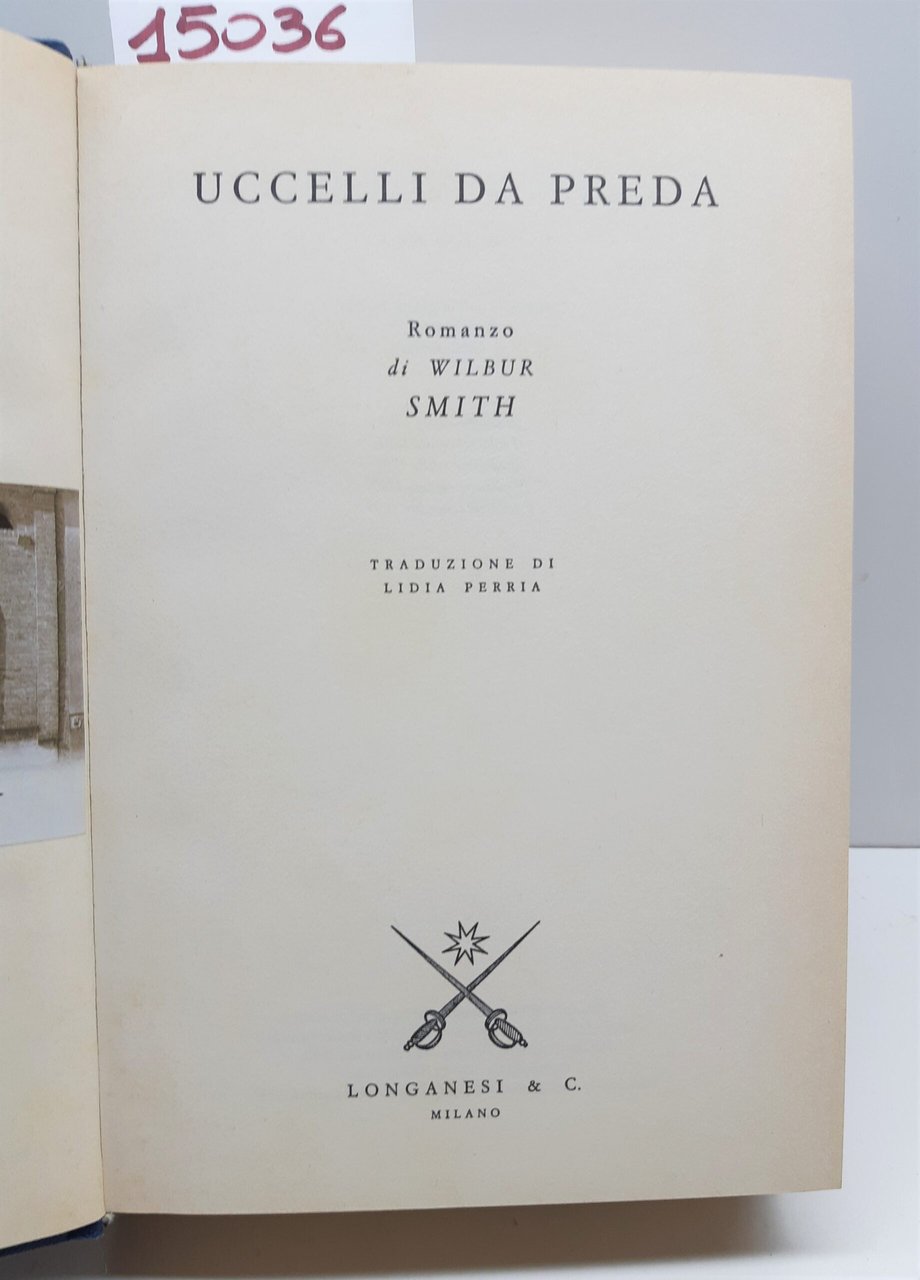 15036
UCCELLI DA PREDA
Romanzo
di WILBUR
SMITH
TRADUZIONE DI
LIDIA PERRIA
LONGANESI & C.
MILANO